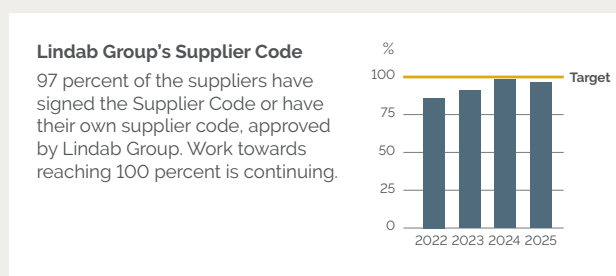 Lindab Group's Supplier Code
97 percent of the suppliers have
signed the Supplier Code or have
their own supplier code, approved
by Lindab Group. Work towards
reaching 100 percent is continuing.
%
100
Target
75
50
25
0
2022 2023 2024 2025